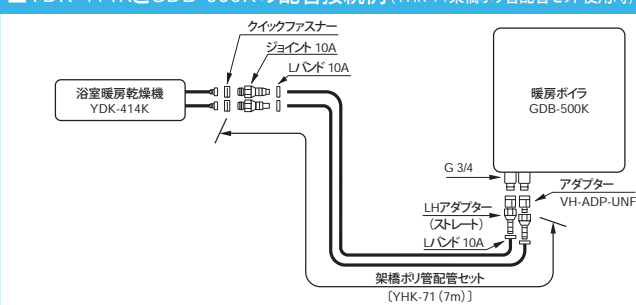 クイックファスナー
ジョイント 10A
Lバンド 10A
浴室暖房乾燥機
YDK-414K
暖房ボイラ
GDB-500K
G 3/4
アダプター
VH-ADP-UNF
LHアダプター
(ストレート)
Lバンド 10A
架橋ポリ管配管セット
〔YHK-71 (7m)〕